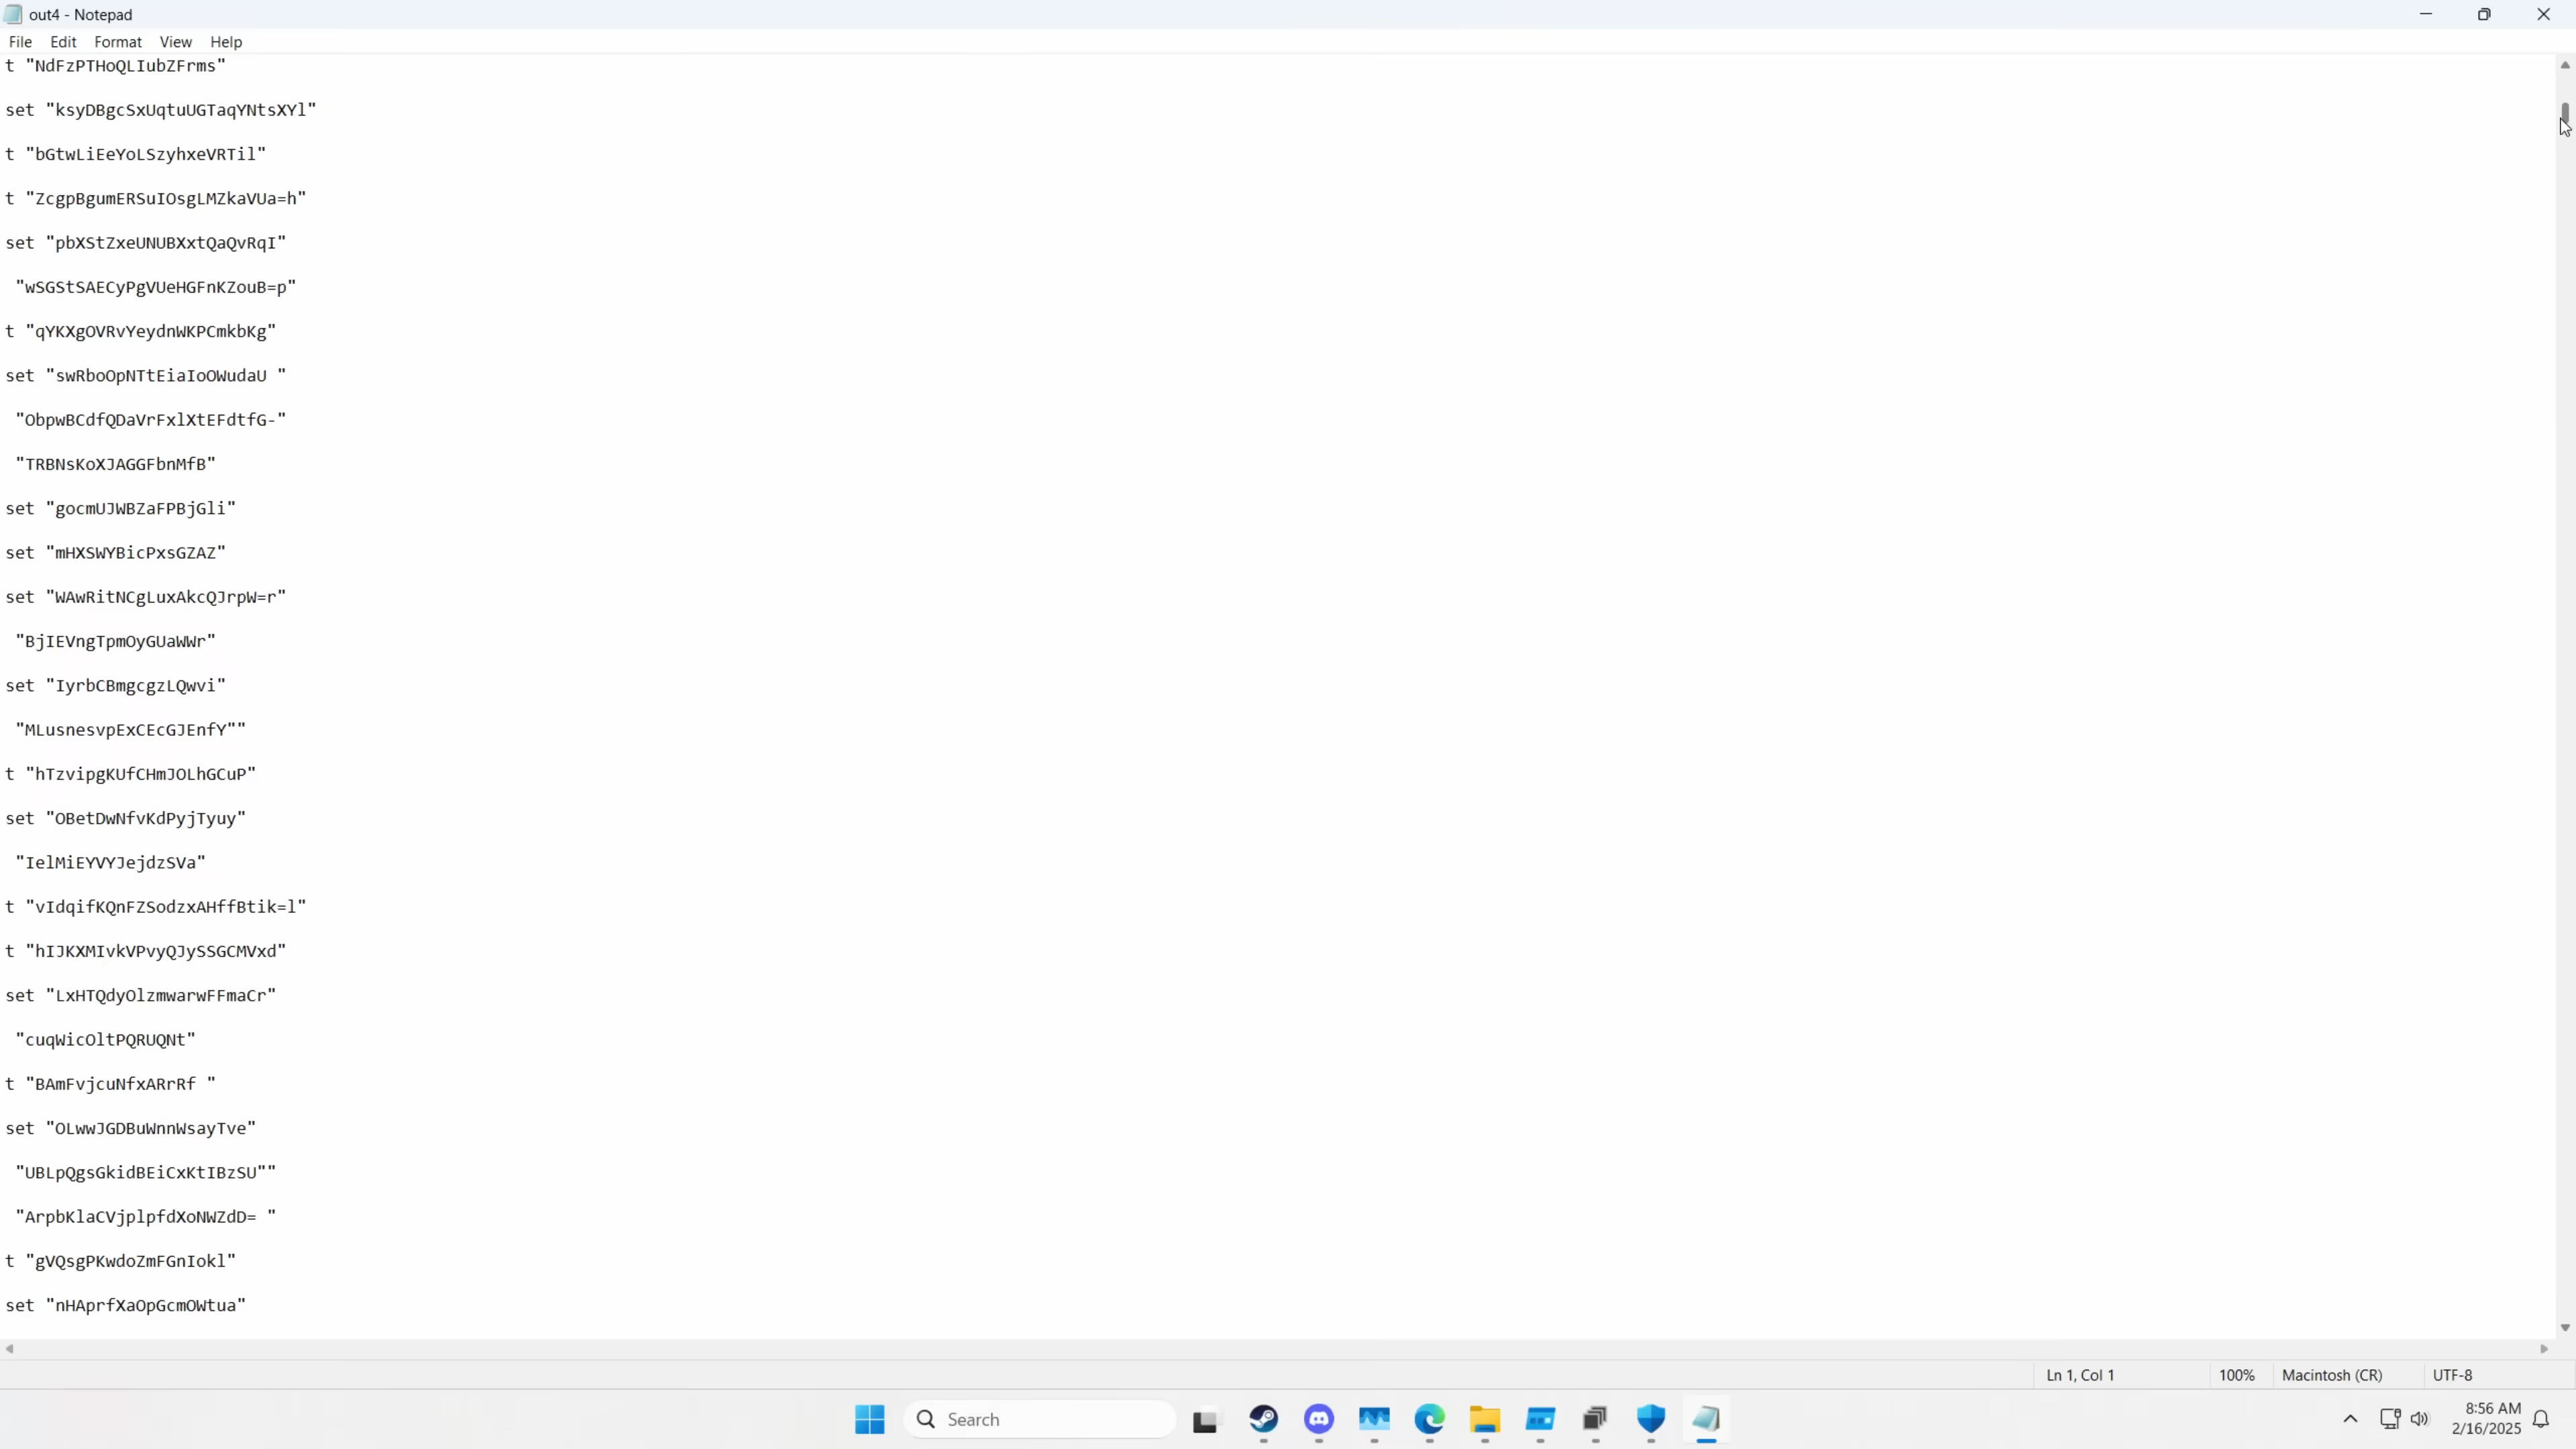 out4 - Notepad
File Edit Format View Help
t "NdFzPTHoQLIubZFrms"
set "ksyDBgcSxUqtuUGTaqYNtsXYl"
t "bGtwLiEeYoLSzyhxeVRTil"
t "ZcgpBgumERSuIOsgLMZkaVUa=h"
set "pbXStZxeUNUBXxtQaQvRqI"
"wSGStSAECyPgVUeHGFnKZouB=p"
t "qYKXgOVRvYeydnWKPCmkbKg"
set "swRboOpNTtEiaIoOWudaU "
"ObpwBCdfQDaVrFxlXtEFdtfG-"
"TRBNsKoXJAGGFbnMfB"
set "gocmUJWBZaFPBjGli"
set "mHXSWYBicPxsGZAZ"
set "WAwRitNCgLuxAkcQJrpW=r"
"BjIEVngTpmOyGUaWWr"
set "IyrbCBmgcgzLQwvi"
"MLusnesvpExCEcGJEnfY""
t "hTzvipgKUfCHmJOLhGCuP"
set "OBetDwNfvKdPyjTyuy"
"IelMiEYVYJejdzSVa"
t "vIdqifKQnFZSodzxAHffBtik=l"
t "hIJKXMIvkVPvyQJySSGCMVxd"
set "LxHTQdyOlzmwarwFFmaCr"
"cuqWicOltPQRUQNt"
t "BAmFvjcuNfxARrRf "
set "OLwwJGDBuWnnWsayTve"
"UBLpQgsGkidBEiCxKtIBzSU""
"ArpbKlaCVjplpfdXoNWZdD= "
t "gVQsgPKwdoZmFGnIokl"
set "nHAprfXaOpGcmOWtua"
Ln 1, Col 1 100% Macintosh (CR) UTF-8
Search
8:56 AM
2/16/2025